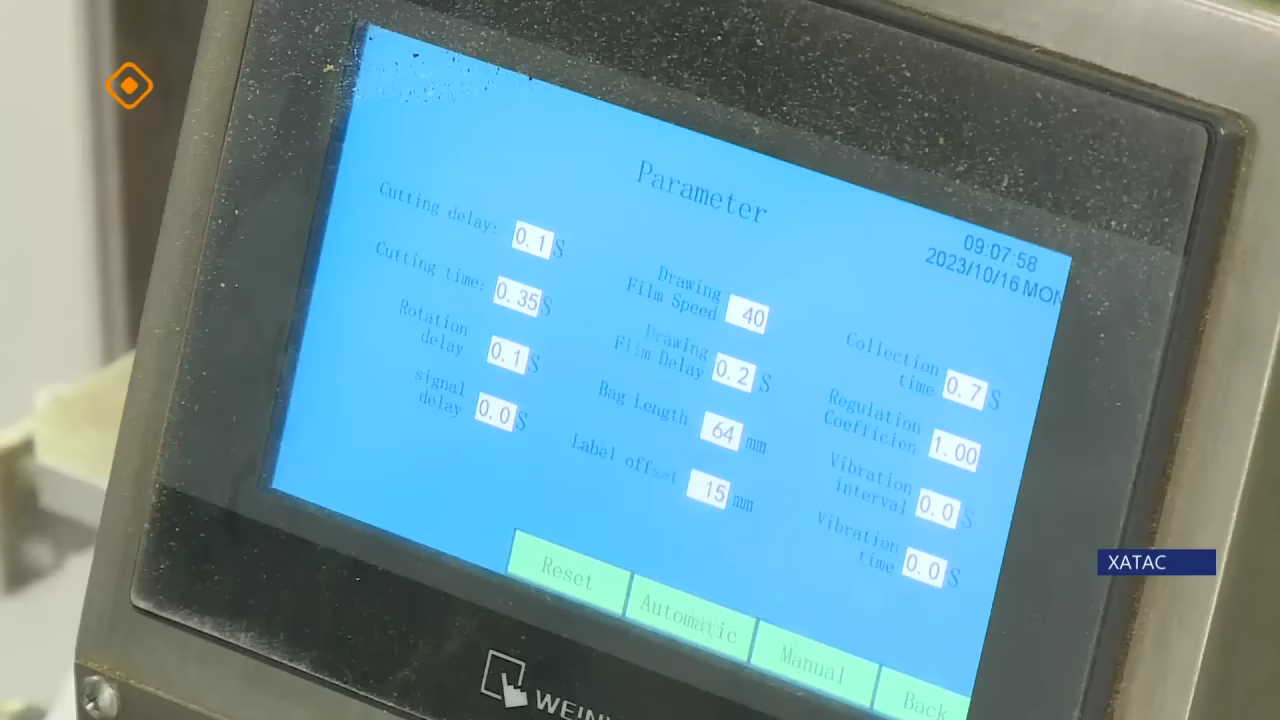 Parameter
09:07:58
2023/10/16 MON
Cutting delay: 0.1 S
Cutting time: 0.35 S
Rotation
delay 0.1 S
signal
delay 0.0 S
Drawing
Film Speed 40
Drawing
Film Delay 0.2 S
Bag Length 64 mm
Label offset 15 mm
Collection
time 0.7 S
Regulation
Coefficien 1.00
Vibration
interval 0.0 S
Vibration
time 0.0 S
Reset
Automatic
Manual
Back
ХАТАС